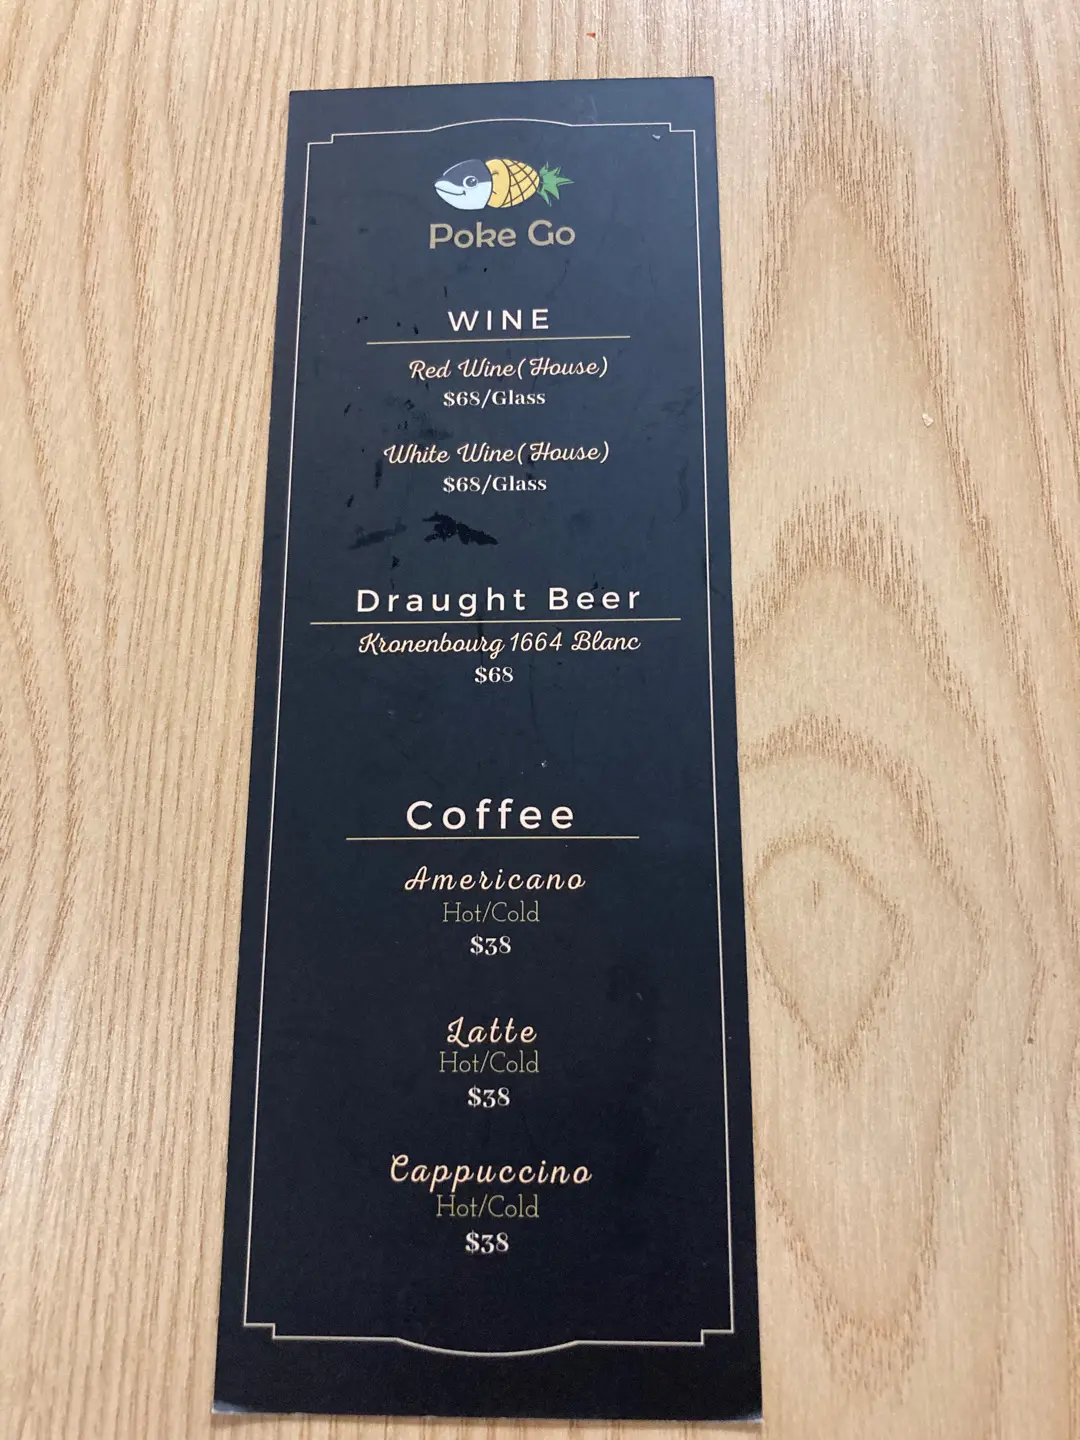 Poke Go
WINE
Red Wine(House)
$68/Glass
White Wine(House)
$68/Glass
Draught Beer
Kronenbourg 1664 Blanc
$68
Coffee
Americano
Hot/Cold
$38
Latte
Hot/Cold
$38
Cappuccino
Hot/Cold
$38